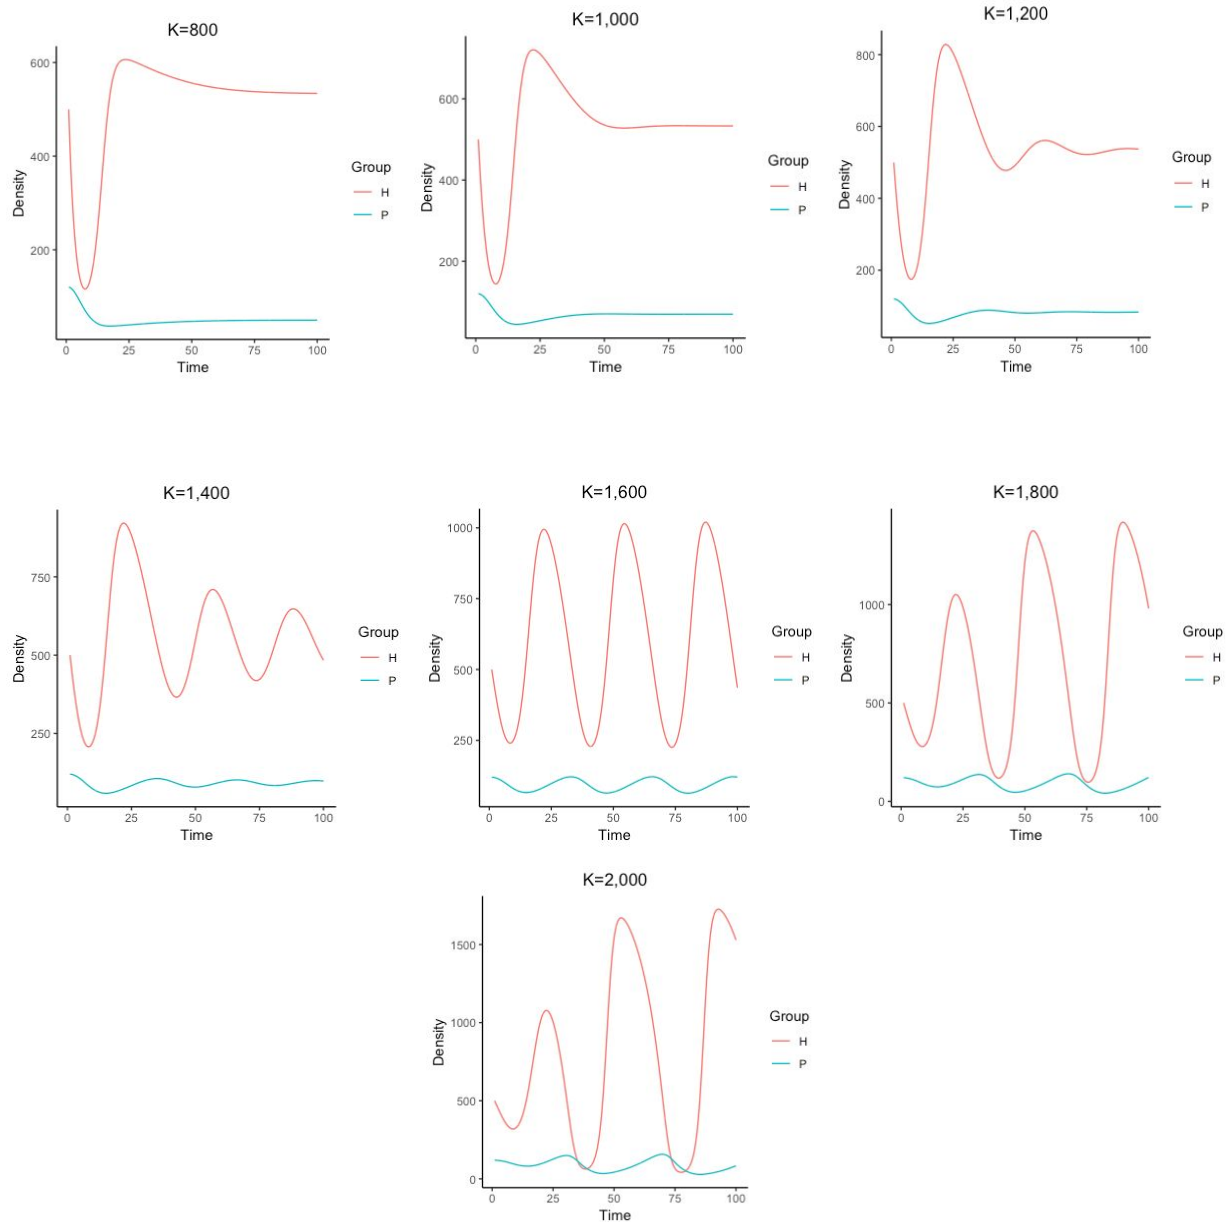 K=800
600
400
200
Density
0
25
50
75
100
Time
Group
H
P
K=1,000
600
400
200
Density
0
25
50
75
100
Time
Group
H
P
K=1,200
800
600
400
200
Density
0
25
50
75
100
Time
Group
H
P
K=1,400
750
500
250
Density
0
25
50
75
100
Time
Group
H
P
K=1,600
1000
750
500
250
Density
0
25
50
75
100
Time
Group
H
P
K=1,800
1000
500
0
Density
0
25
50
75
100
Time
Group
H
P
K=2,000
1500
1000
500
0
Density
0
25
50
75
100
Time
Group
H
P